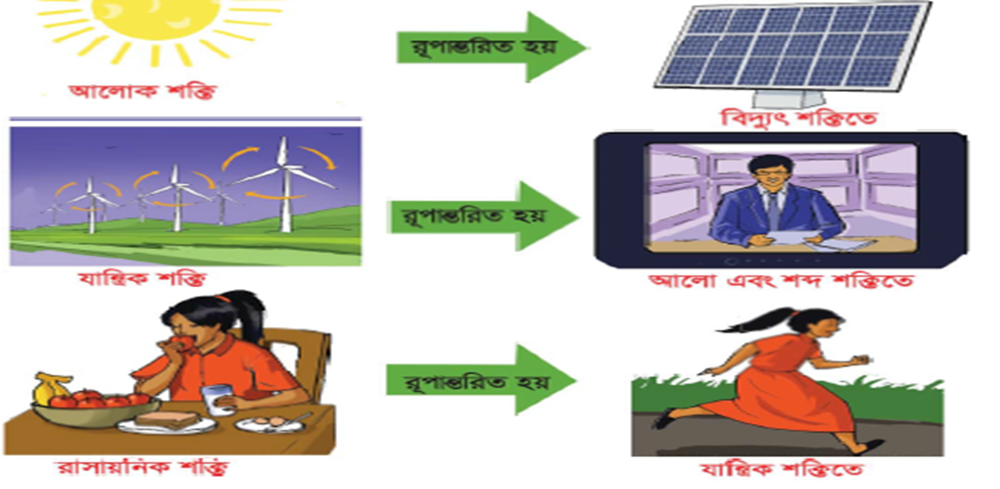 রূপান্তরিত হয়
আলোক শক্তি
বিদ্যুৎ শক্তিতে
রূপান্তরিত হয়
যান্ত্রিক শক্তি
আলো এবং শব্দ শক্তিতে
রূপান্তরিত হয়
রাসায়নিক শক্তি
যান্ত্রিক শক্তিতে